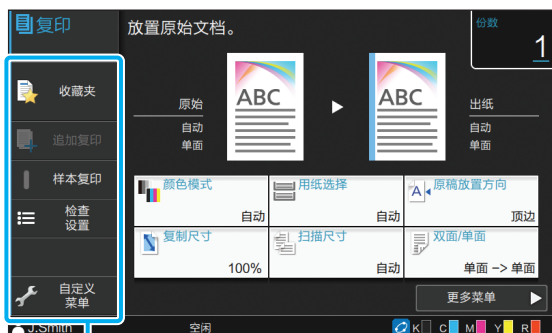 复印
放置原始文档。
份数
1
收藏夹
追加复印
样本复印
检查
设置
自定义
菜单
原始
自动
单面
ABC
ABC
出纸
自动
单面
颜色模式
自动
用纸选择
自动
原稿放置方向
顶边
复制尺寸
100%
扫描尺寸
自动
双面/单面
单面 –> 单面
更多菜单
J.Smith
空闲
K C M Y R